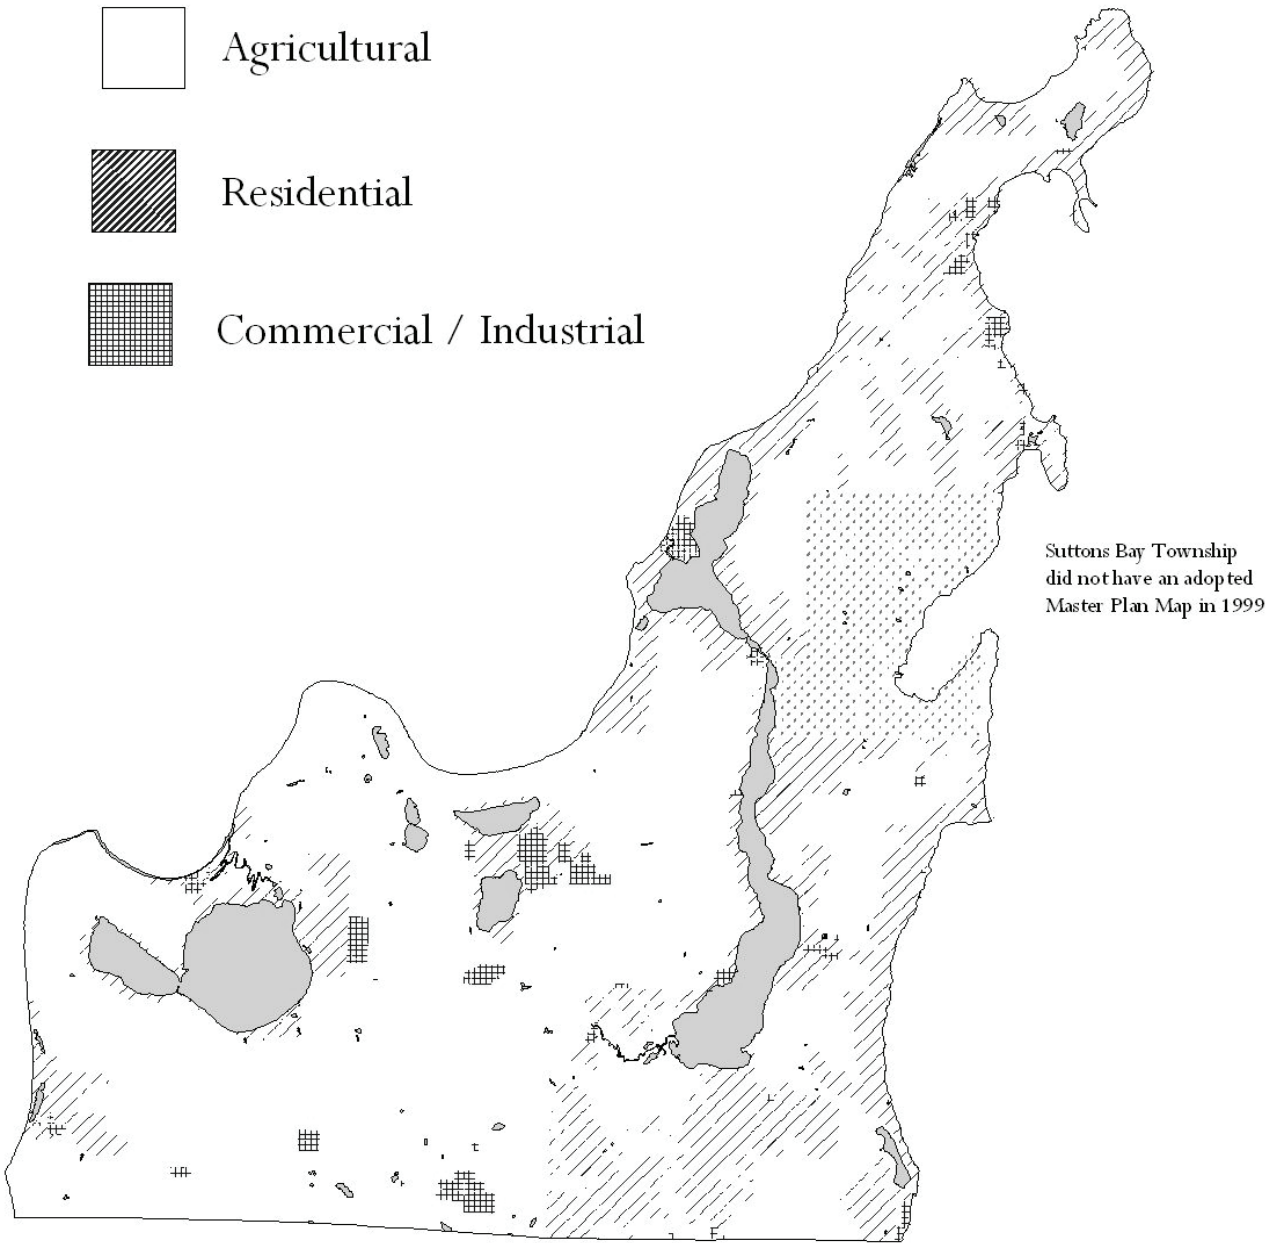 Agricultural
Residential
Commercial / Industrial
Suttons Bay Township
did not have an adopted
Master Plan Map in 1999